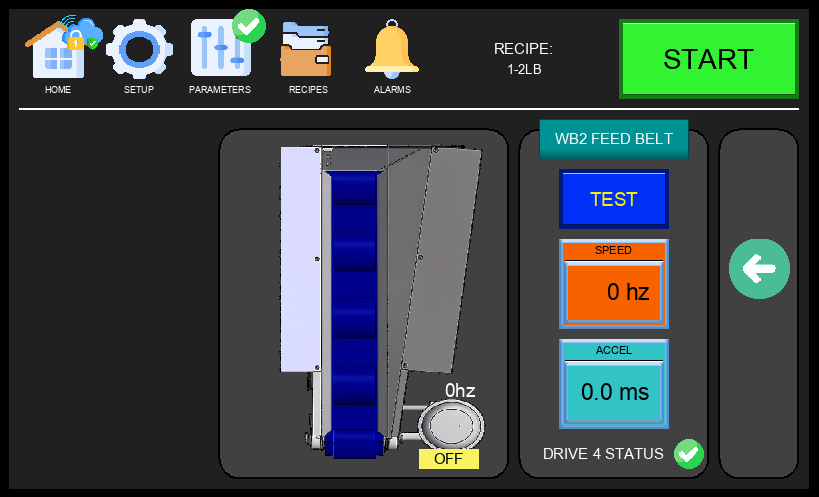 HOME
SETUP
PARAMETERS
RECIPES
ALARMS
RECIPE:
1-2LB
START
WB2 FEED BELT
TEST
SPEED
0 hz
ACCEL
0.0 ms
0hz
OFF
DRIVE 4 STATUS